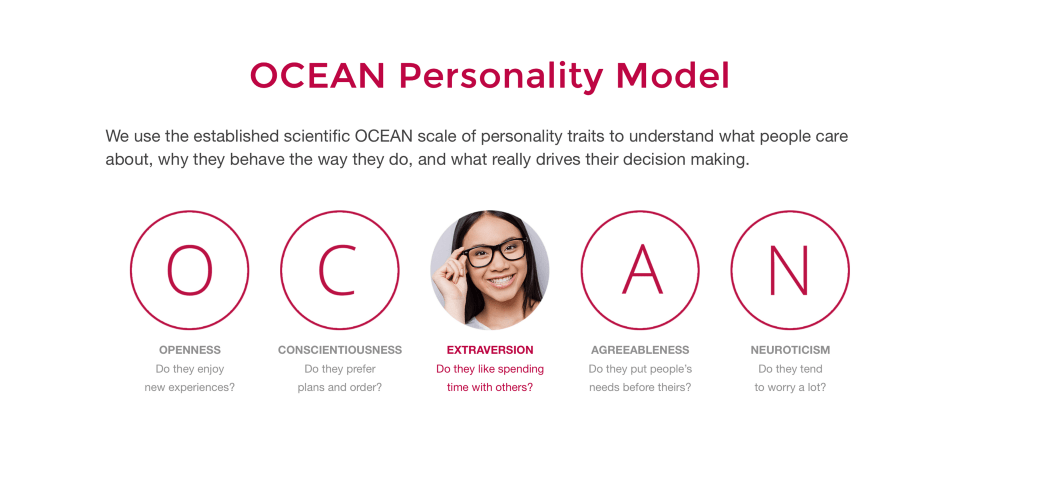 OCEAN Personality Model
We use the established scientific OCEAN scale of personality traits to understand what people care
about, why they behave the way they do, and what really drives their decision making.
O C A N
OPENNESS
Do they enjoy
new experiences?
CONSCIENTIOUSNESS
Do they prefer
plans and order?
EXTRAVERSION
Do they like spending
time with others?
AGREEABLENESS
Do they put people's
needs before theirs?
NEUROTICISM
Do they tend
to worry a lot?